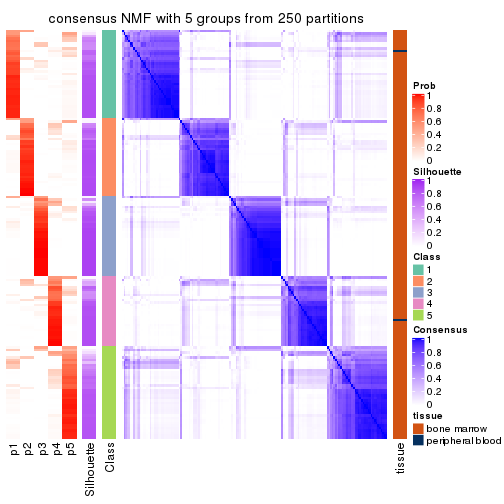 consensus NMF with 5 groups from 250 partitions
Prob
1
0.8
0.6
0.4
0.2
0
Silhouette
1
0.8
0.6
0.4
0.2
0
Class
1
2
3
4
5
Consensus
1
0.8
0.6
0.4
0.2
0
tissue
bone marrow
peripheral blood
p1
p2
p3
p4
p5
Silhouette
Class
tissue